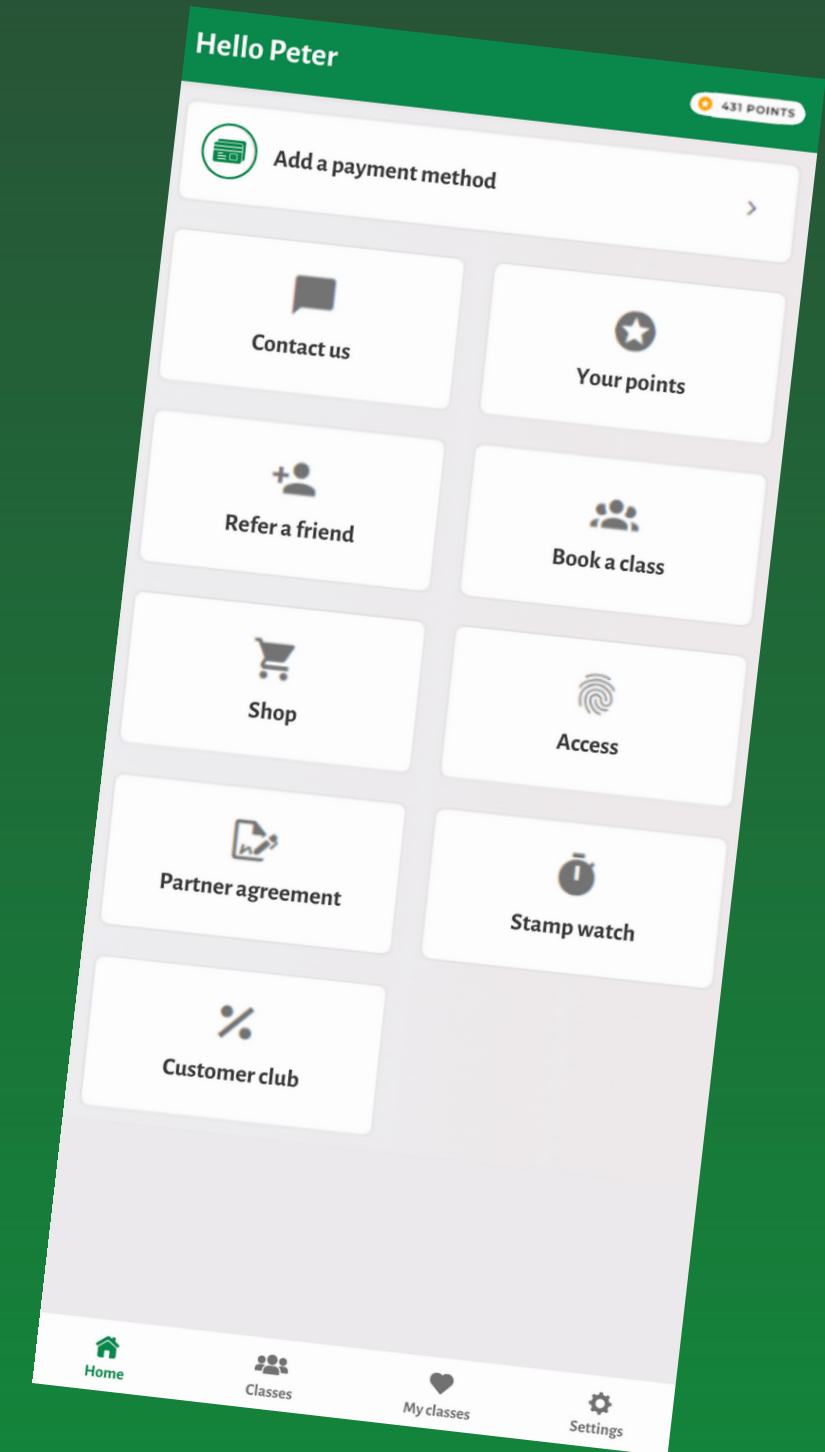 Hello Peter
431 POINTS
Add a payment method
Contact us
Your points
Refer a friend
Book a class
Shop
Access
Partner agreement
Stamp watch
Customer club
Home
Classes
My classes
Settings